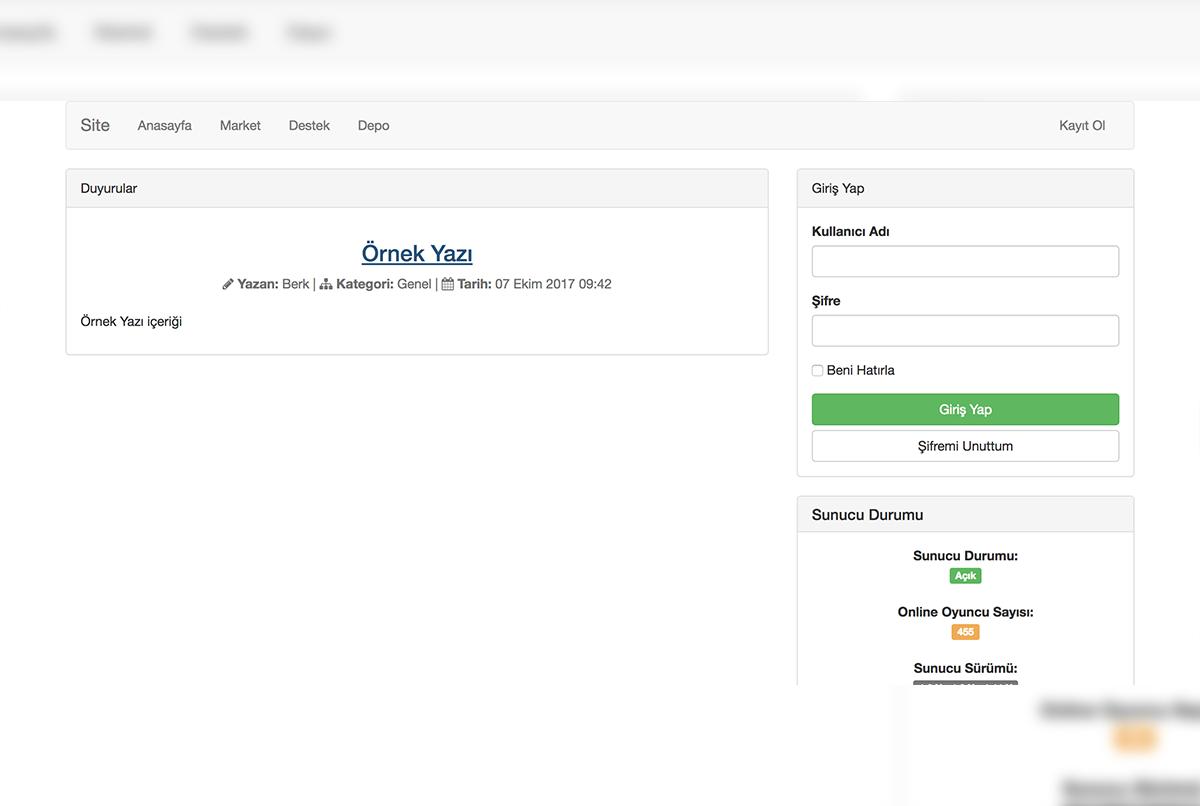 Site Anasayfa Market Destek Depo Kayıt Ol
Duyurular
Örnek Yazı
Yazan: Berk | Kategori: Genel | Tarih: 07 Ekim 2017 09:42
Örnek Yazı içeriği
Giriş Yap
Kullanıcı Adı
Şifre
Beni Hatırla
Giriş Yap
Şifremi Unuttum
Sunucu Durumu
Sunucu Durumu:
Açık
Online Oyuncu Sayısı:
455
Sunucu Sürümü: